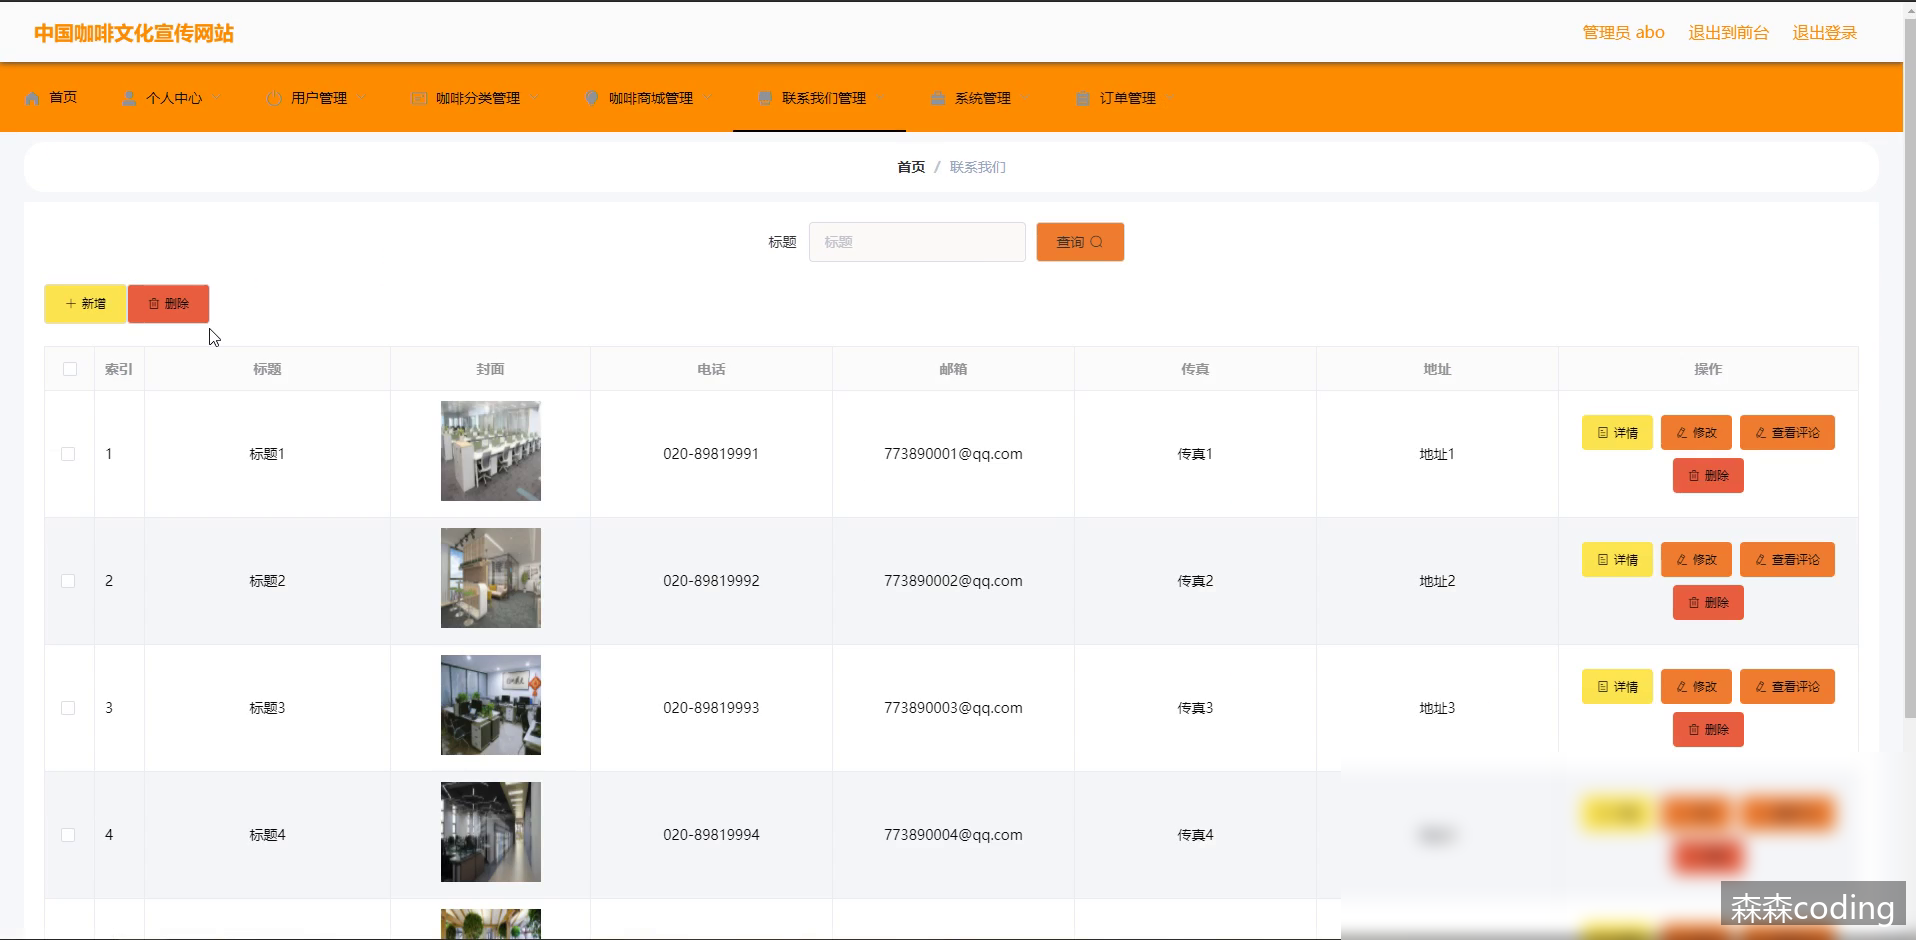 中国咖啡文化宣传网站
管理员 abo 退出到前台 退出登录
首页 个人中心 用户管理 咖啡分类管理 咖啡商城管理 联系我们管理 系统管理 订单管理
首页 / 联系我们
标题 标题 查询
新增 删除
索引 标题 封面 电话 邮箱 传真 地址 操作
1 标题1 020-89819991 773890001@qq.com 传真1 地址1 详情 修改 查看评论
删除
2 标题2 020-89819992 773890002@qq.com 传真2 地址2 详情 修改 查看评论
删除
3 标题3 020-89819993 773890003@qq.com 传真3 地址3 详情 修改 查看评论
删除
4 标题4 020-89819994 773890004@qq.com 传真4
森森coding